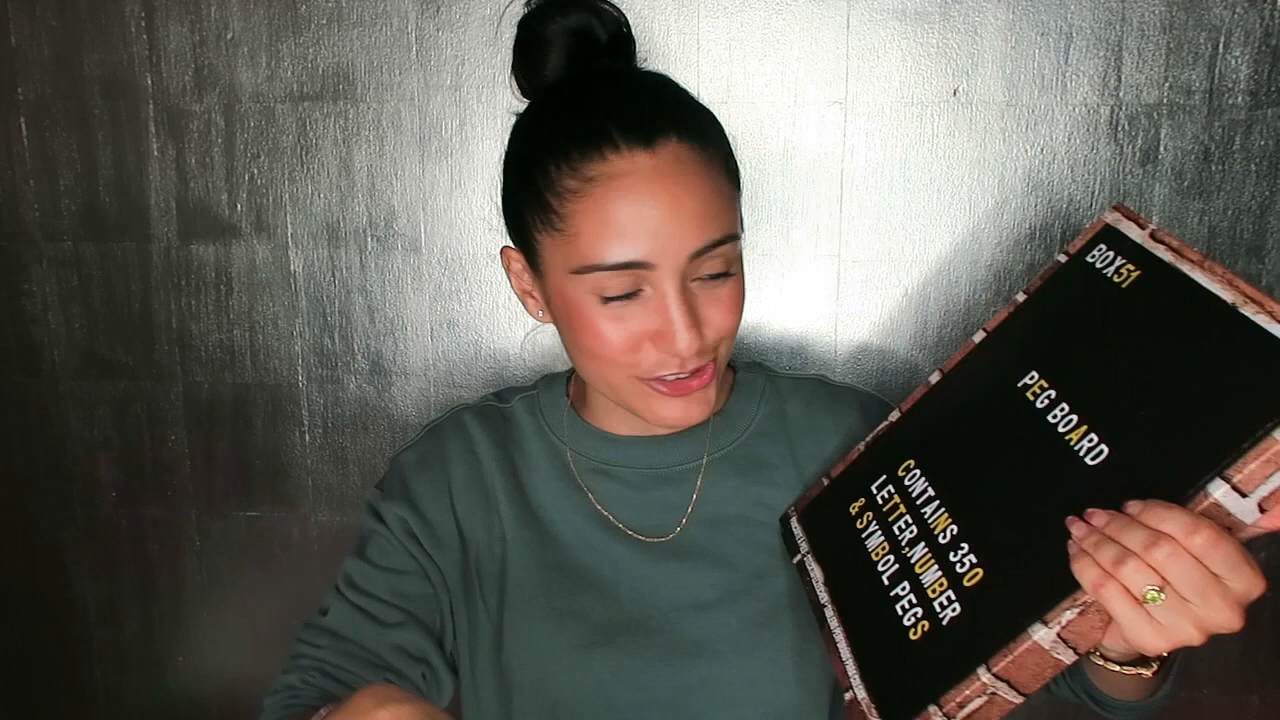 BOX51
PEG BOARD
CONTAINS 350
LETTER,NUMBER
& SYMBOL PEGS